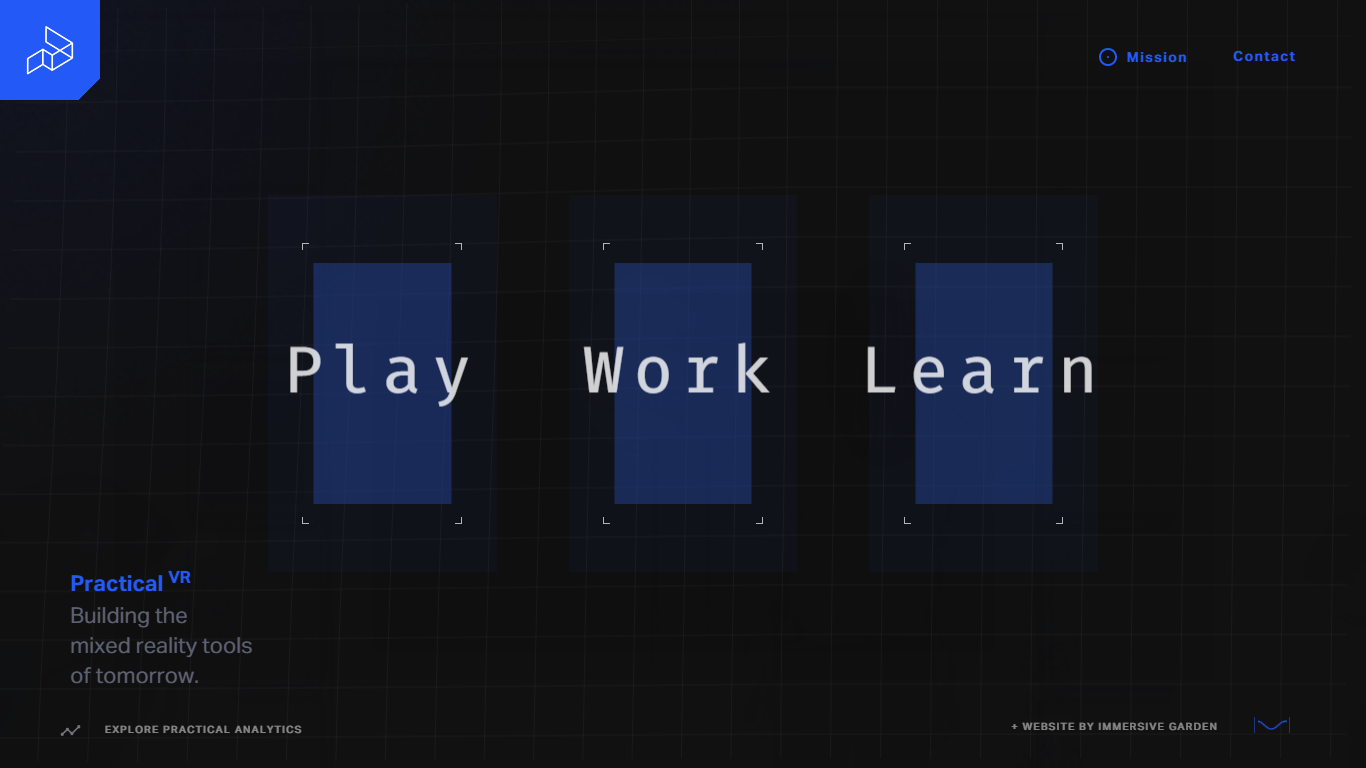 Mission
Contact
Play
Work
Learn
Practical VR
Building the
mixed reality tools
of tomorrow.
EXPLORE PRACTICAL ANALYTICS
+ WEBSITE BY IMMERSIVE GARDEN